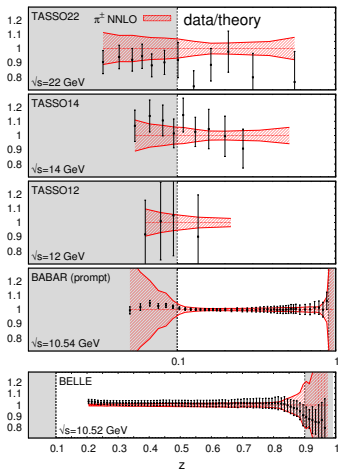 TASSO22 π± NNLO data/theory
1.2
1.1
1
0.9
0.8
√s=22 GeV
TASSO14
1.2
1.1
1
0.9
0.8
√s=14 GeV
TASSO12
1.2
1.1
1
0.9
0.8
√s=12 GeV
BABAR (prompt)
1.2
1.1
1
0.9
0.8
√s=10.54 GeV
0.1 1
BELLE
1.2
1.1
1
0.9
0.8
√s=10.52 GeV
0 0.1 0.2 0.3 0.4 0.5 0.6 0.7 0.8 0.9 1
z